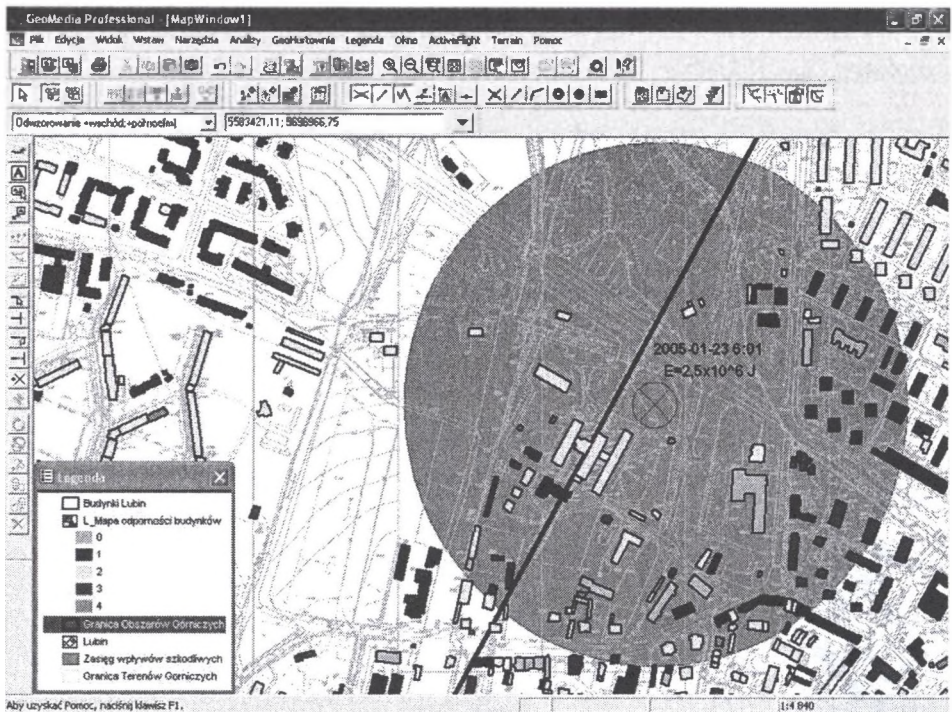 GeoMedia Professional - [MapWindow1]
Plik Edycja Widok Wstaw Narzędzia Analizy GeoHurtownia Legenda Okno ActiveFlight Terrain Pomoc
5583421,11; 5698966,75
2005-01-23 6:01
E=2,5x10^6 J
Legenda
Budynki Lubin
L_Mapa odporności budynków
0
1
2
3
4
Granica Obszarów Górniczych
Lubin
Zasięg wpływów szkodliwych
Granica Terenów Górniczych
Aby uzyskać Pomoc, naciśnij klawisz F1.
1:4 840